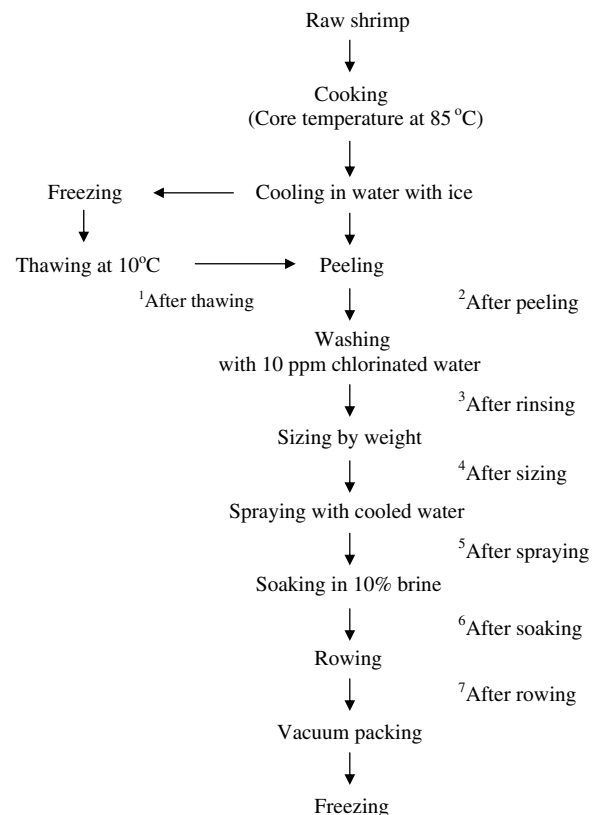 Raw shrimp
Cooking
(Core temperature at 85 °C)
Freezing
Cooling in water with ice
Thawing at 10°C
Peeling
¹After thawing
²After peeling
Washing
with 10 ppm chlorinated water
³After rinsing
Sizing by weight
⁴After sizing
Spraying with cooled water
⁵After spraying
Soaking in 10% brine
⁶After soaking
Rowing
⁷After rowing
Vacuum packing
Freezing